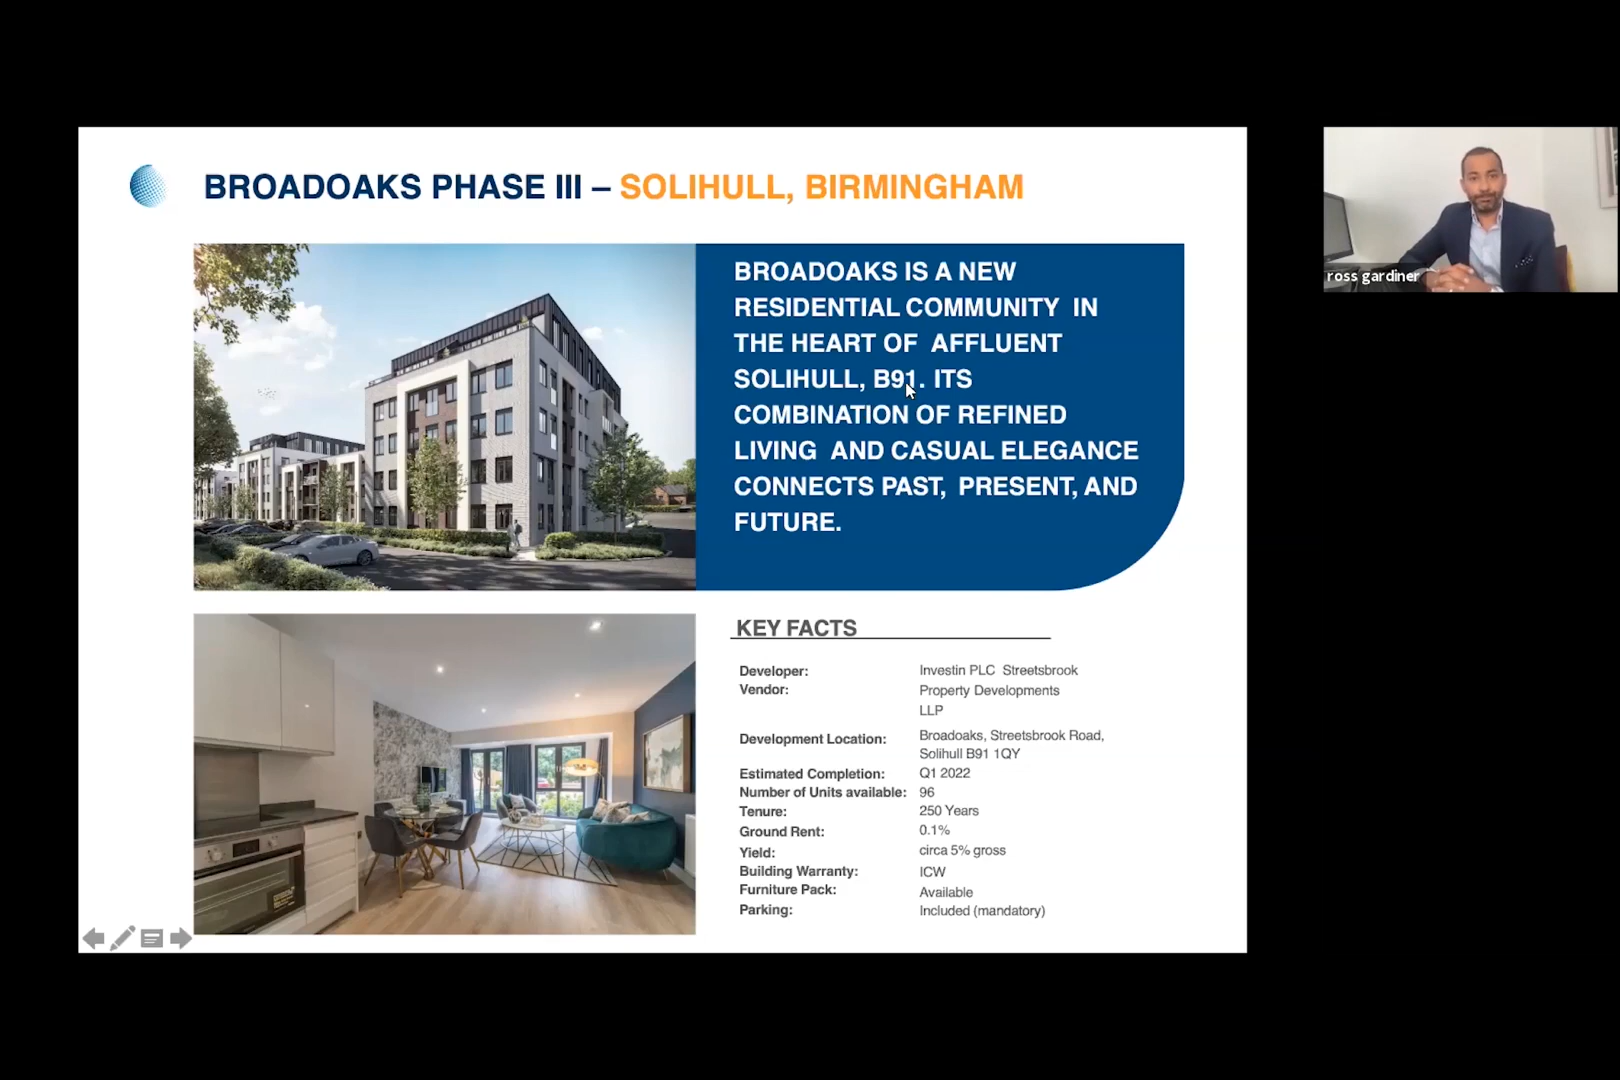 BROADOAKS PHASE III – SOLIHULL, BIRMINGHAM
BROADOAKS IS A NEW
RESIDENTIAL COMMUNITY IN
THE HEART OF AFFLUENT
SOLIHULL, B91. ITS
COMBINATION OF REFINED
LIVING AND CASUAL ELEGANCE
CONNECTS PAST, PRESENT, AND
FUTURE.
ross gardiner
KEY FACTS
Developer: Investin PLC Streetsbrook
Vendor: Property Developments
LLP
Development Location: Broadoaks, Streetsbrook Road,
Solihull B91 1QY
Estimated Completion: Q1 2022
Number of Units available: 96
Tenure: 250 Years
Ground Rent: 0.1%
Yield: circa 5% gross
Building Warranty: ICW
Furniture Pack: Available
Parking: Included (mandatory)